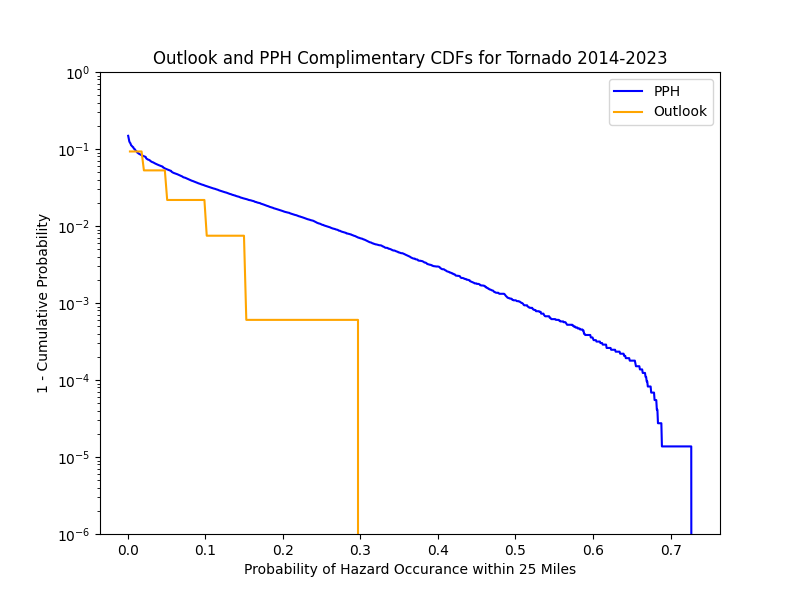 Outlook and PPH Complimentary CDFs for Tornado 2014-2023
PPH
Outlook
1 - Cumulative Probability
10^0
10^-1
10^-2
10^-3
10^-4
10^-5
10^-6
0.0 0.1 0.2 0.3 0.4 0.5 0.6 0.7
Probability of Hazard Occurance within 25 Miles